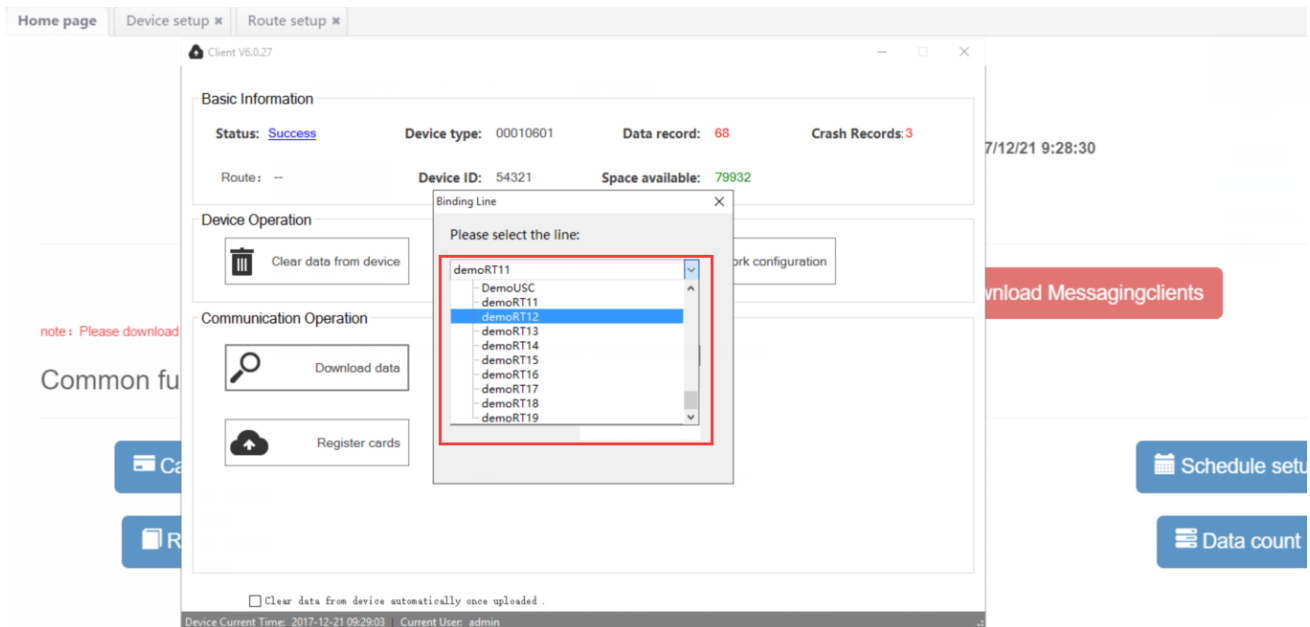 Home page Device setup × Route setup ×
Client V6.0.27
Basic Information
Status: Success Device type: 00010601 Data record: 68 Crash Records: 3
7/12/21 9:28:30
Route: -- Device ID: 54321 Space available: 79932
Binding Line
Device Operation
Please select the line:
Clear data from device
configuration
demoRT11
DemoUSC
demoRT11
demoRT12
demoRT13
demoRT14
demoRT15
demoRT16
demoRT17
demoRT18
demoRT19
Messagingclients
Communication Operation
note: Please download
Download data
Common
Register cards
Schedule
Data count
Clear data from device automatically once uploaded .
Device Current Time: 2017-12-21 09:29:03 Current User: admin